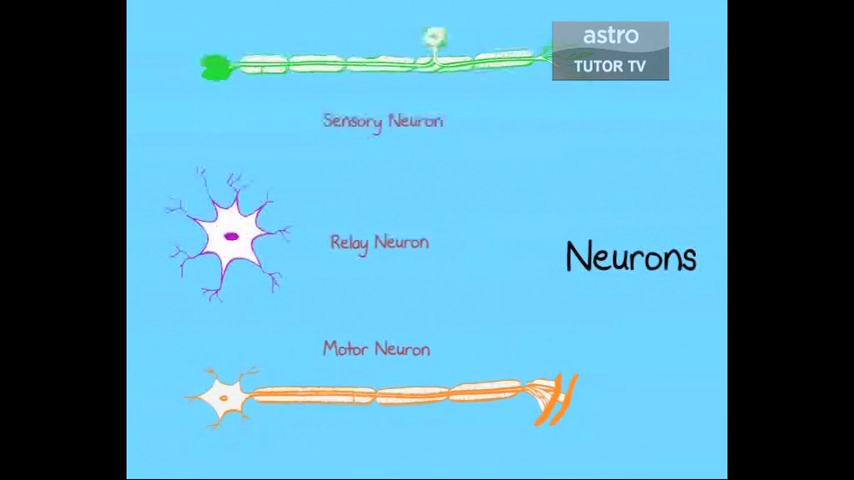 astro
TUTOR TV
Sensory Neuron
Relay Neuron
Neurons
Motor Neuron